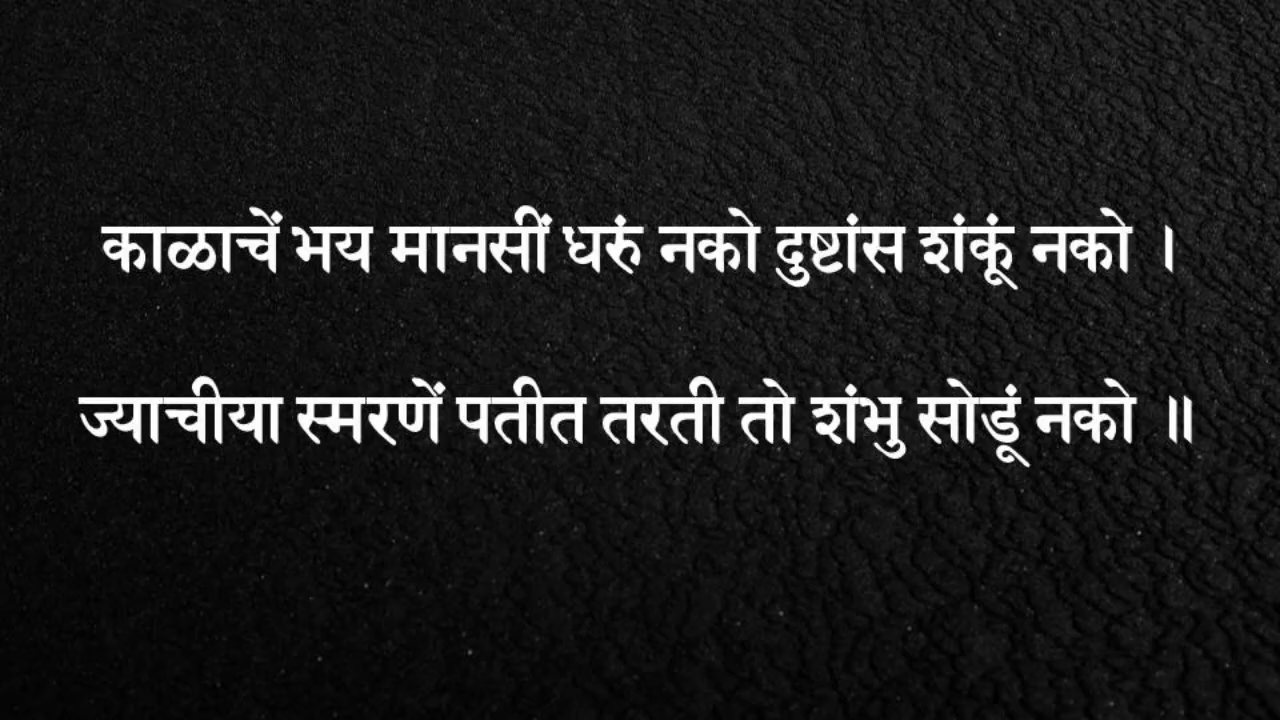 काळाचें भय मानसीं धरुं नको दुष्टांस शंकूं नको ।
ज्याचीया स्मरणें पतीत तरती तो शंभु सोडूं नको ॥